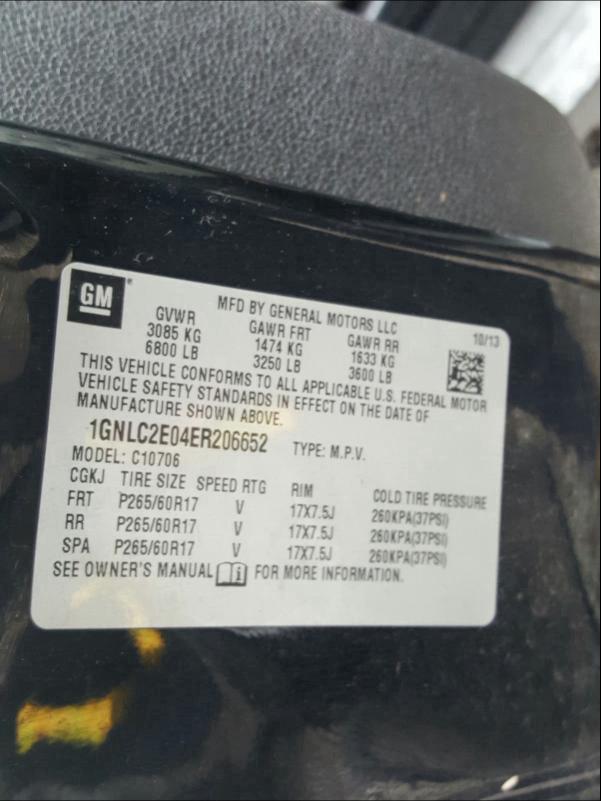 GM
MFD BY GENERAL MOTORS LLC 10/13
GVWR GAWR FRT GAWR RR
3085 KG 1474 KG 1633 KG
6800 LB 3250 LB 3600 LB
THIS VEHICLE CONFORMS TO ALL APPLICABLE U.S. FEDERAL MOTOR
VEHICLE SAFETY STANDARDS IN EFFECT ON THE DATE OF
MANUFACTURE SHOWN ABOVE.
1GNLC2E04ER206652 TYPE: M.P.V.
MODEL: C10706
CGKJ TIRE SIZE SPEED RTG RIM COLD TIRE PRESSURE
FRT P265/60R17 V 17X7.5J 260KPA(37PSI)
RR P265/60R17 V 17X7.5J 260KPA(37PSI)
SPA P265/60R17 V 17X7.5J 260KPA(37PSI)
SEE OWNER'S MANUAL i FOR MORE INFORMATION.